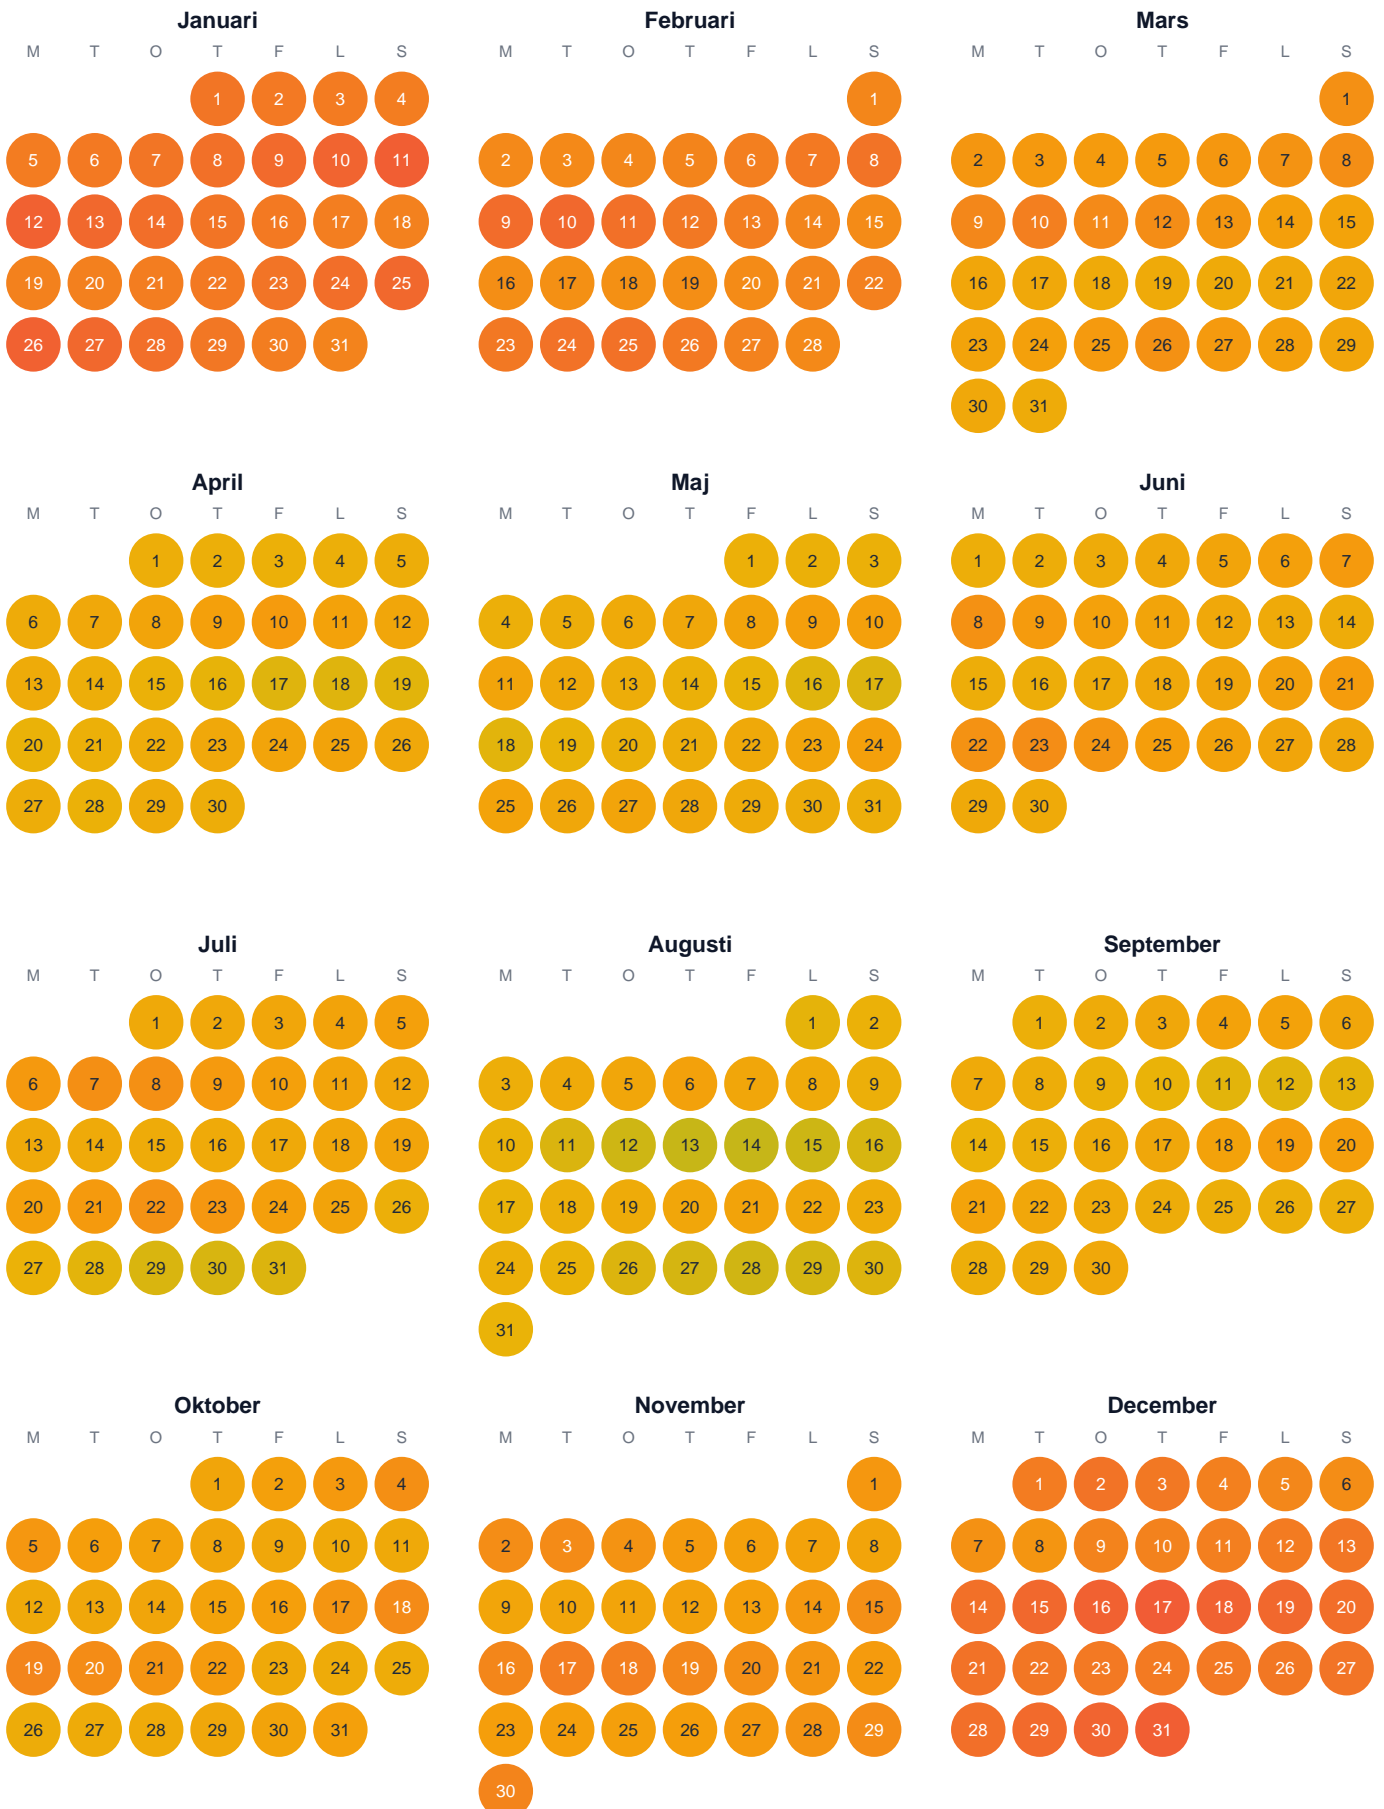 Januari Februari Mars
M T O T F L S M T O T F L S M T O T F L S
1 2 3 4 1 1
5 6 7 8 9 10 11 2 3 4 5 6 7 8 2 3 4 5 6 7 8
12 13 14 15 16 17 18 9 10 11 12 13 14 15 9 10 11 12 13 14 15
19 20 21 22 23 24 25 16 17 18 19 20 21 22 16 17 18 19 20 21 22
26 27 28 29 30 31 23 24 25 26 27 28 23 24 25 26 27 28 29
30 31
April Maj Juni
M T O T F L S M T O T F L S M T O T F L S
1 2 3 4 5 1 2 3 1 2 3 4 5 6 7
6 7 8 9 10 11 12 4 5 6 7 8 9 10 8 9 10 11 12 13 14
13 14 15 16 17 18 19 11 12 13 14 15 16 17 15 16 17 18 19 20 21
20 21 22 23 24 25 26 18 19 20 21 22 23 24 22 23 24 25 26 27 28
27 28 29 30 25 26 27 28 29 30 31 29 30
Juli Augusti September
M T O T F L S M T O T F L S M T O T F L S
1 2 3 4 5 1 2 1 2 3 4 5 6
6 7 8 9 10 11 12 3 4 5 6 7 8 9 7 8 9 10 11 12 13
13 14 15 16 17 18 19 10 11 12 13 14 15 16 14 15 16 17 18 19 20
20 21 22 23 24 25 26 17 18 19 20 21 22 23 21 22 23 24 25 26 27
27 28 29 30 31 24 25 26 27 28 29 30 28 29 30
31
Oktober November December
M T O T F L S M T O T F L S M T O T F L S
1 2 3 4 1 1 2 3 4 5 6
5 6 7 8 9 10 11 2 3 4 5 6 7 8 7 8 9 10 11 12 13
12 13 14 15 16 17 18 9 10 11 12 13 14 15 14 15 16 17 18 19 20
19 20 21 22 23 24 25 16 17 18 19 20 21 22 21 22 23 24 25 26 27
26 27 28 29 30 31 23 24 25 26 27 28 29 28 29 30 31
30